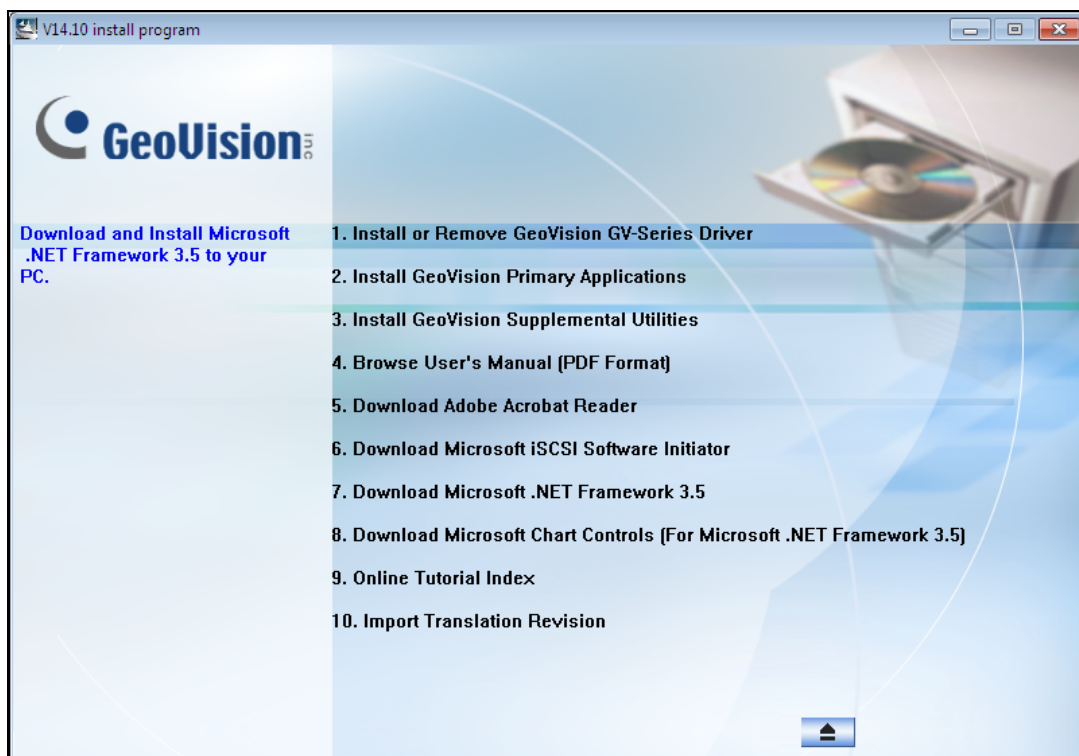 V14.10 install program
GeoVision inc
Download and Install Microsoft
.NET Framework 3.5 to your
PC.
1. Install or Remove GeoVision GV-Series Driver
2. Install GeoVision Primary Applications
3. Install GeoVision Supplemental Utilities
4. Browse User's Manual (PDF Format)
5. Download Adobe Acrobat Reader
6. Download Microsoft iSCSI Software Initiator
7. Download Microsoft .NET Framework 3.5
8. Download Microsoft Chart Controls (For Microsoft .NET Framework 3.5)
9. Online Tutorial Index
10. Import Translation Revision